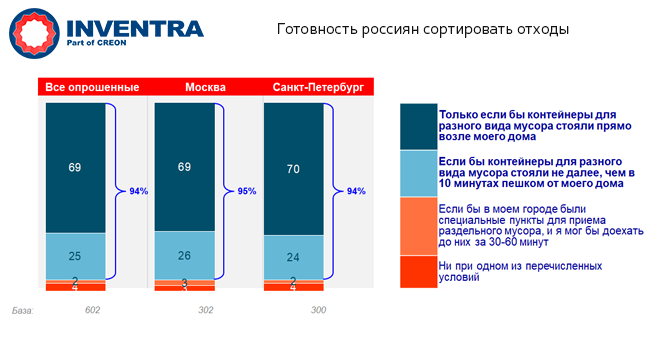 INVENTRA
Part of CREON
Готовность россиян сортировать отходы
Все опрошенные Москва Санкт-Петербург
69 69 70
94% 95% 94%
25 26 24
2 3 2
4 3 4
Только если бы контейнеры для
разного вида мусора стояли прямо
возле моего дома
Если бы контейнеры для разного
вида мусора стояли не далее, чем в
10 минутах пешком от моего дома
Если бы в моем городе были
специальные пункты для приема
раздельного мусора, и я мог бы доехать
до них за 30-60 минут
Ни при одном из перечисленных
условий
База: 602 302 300